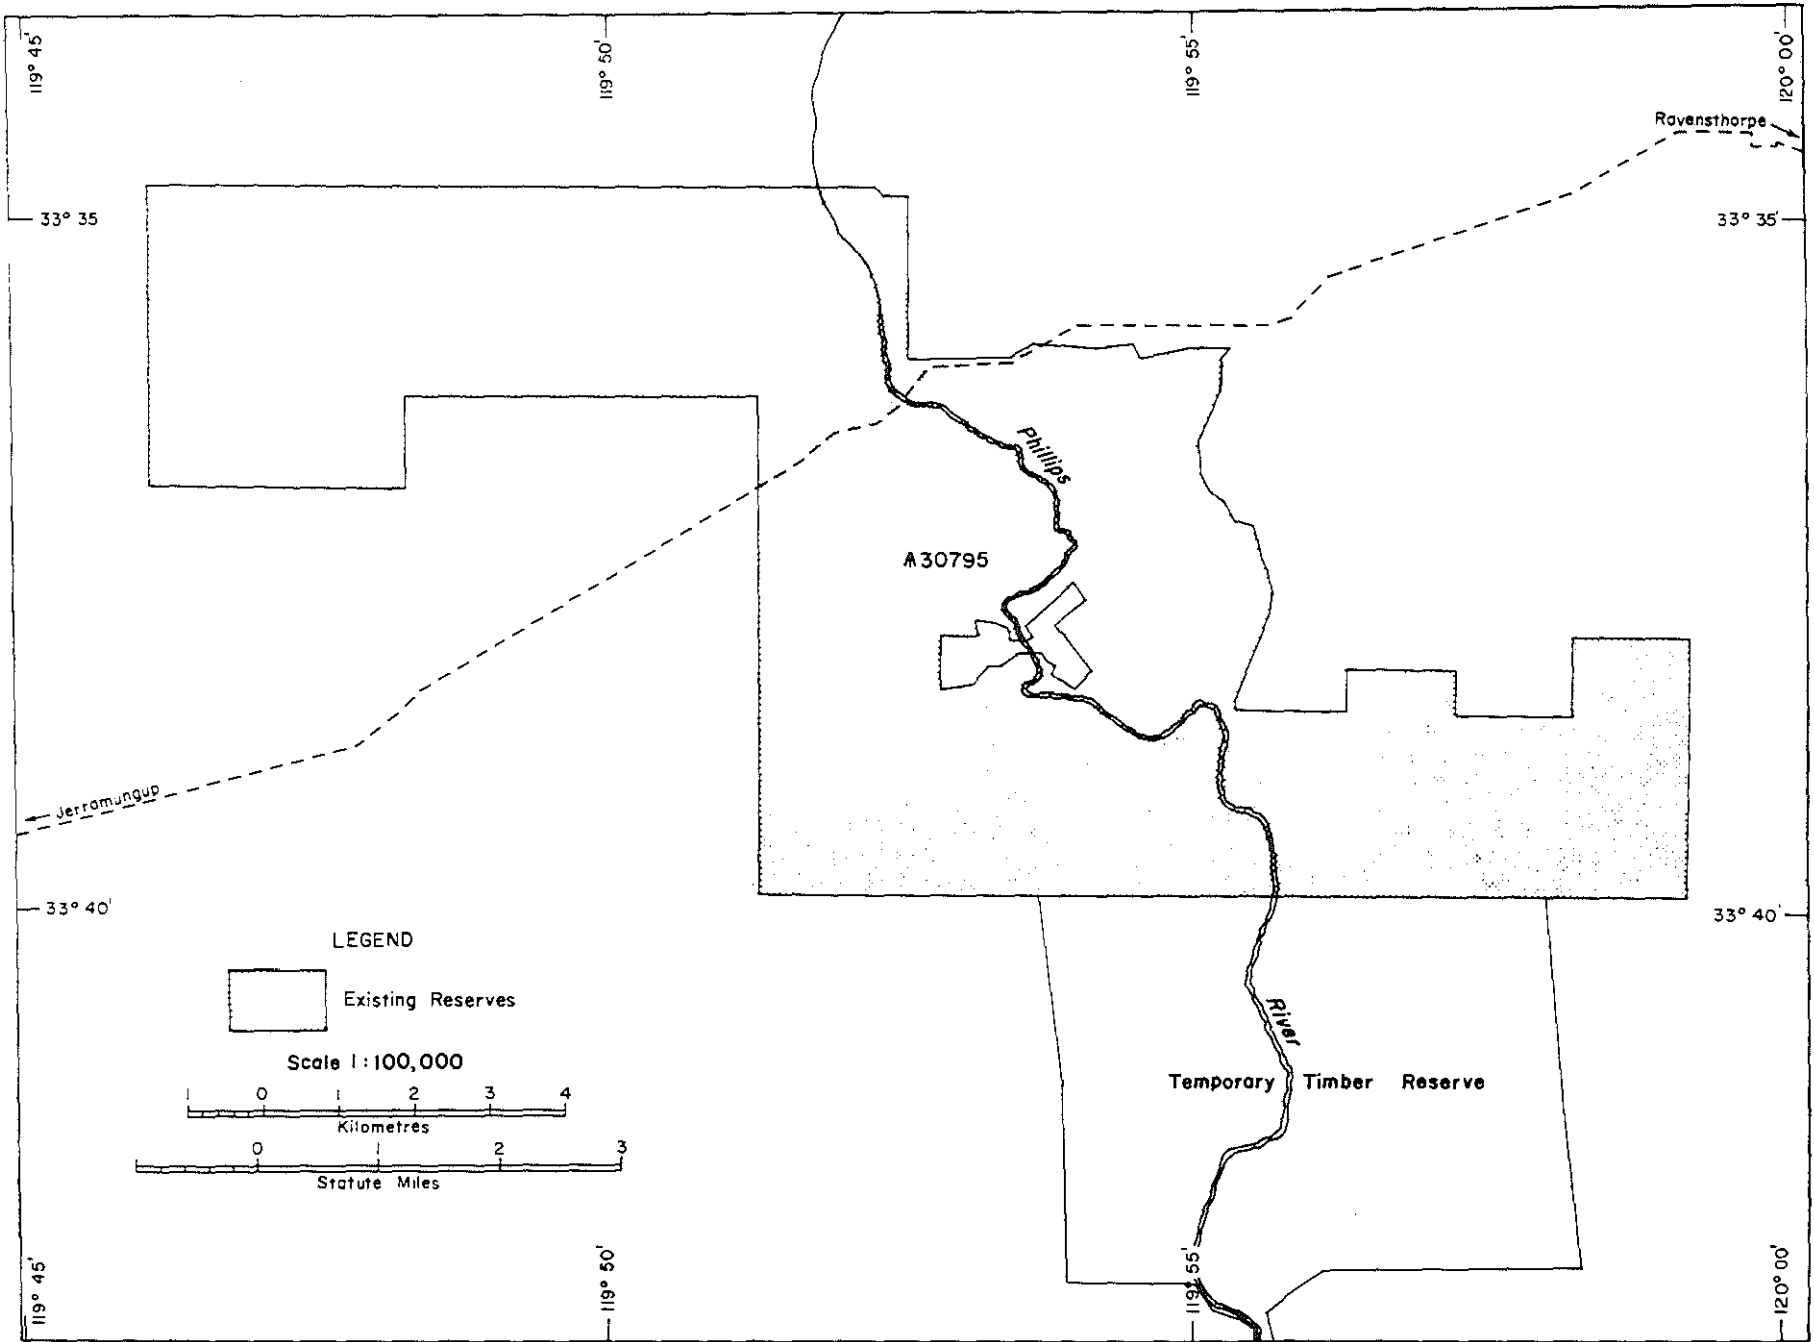 119° 45'
119° 50'
119° 55'
120° 00'
Ravensthorpe
33° 35
33° 35'
Phillips
A30795
Jerramungup
33° 40'
33° 40'
LEGEND
Existing Reserves
River
Scale 1:100,000
1 0 1 2 3 4
Kilometres
Temporary Timber Reserve
0 1 2 3
Statute Miles
119° 45'
119° 50'
119° 55'
120° 00'